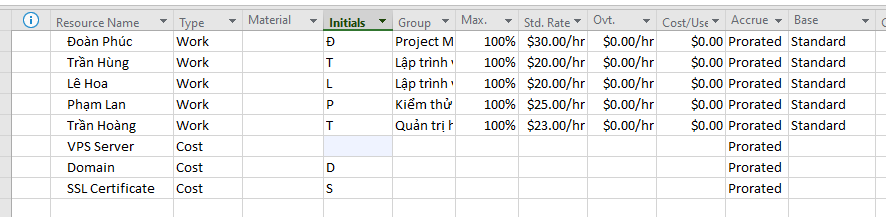 Resource Name Type Material Initials Group Max. Std. Rate Ovt. Cost/Use Accrue Base
Đoàn Phúc Work Đ Project M 100% $30.00/hr $0.00/hr $0.00 Prorated Standard
Trần Hùng Work T Lập trình v 100% $20.00/hr $0.00/hr $0.00 Prorated Standard
Lê Hoa Work L Lập trình v 100% $20.00/hr $0.00/hr $0.00 Prorated Standard
Phạm Lan Work P Kiểm thử 100% $25.00/hr $0.00/hr $0.00 Prorated Standard
Trần Hoàng Work T Quản trị h 100% $23.00/hr $0.00/hr $0.00 Prorated Standard
VPS Server Cost Prorated
Domain Cost D Prorated
SSL Certificate Cost S Prorated